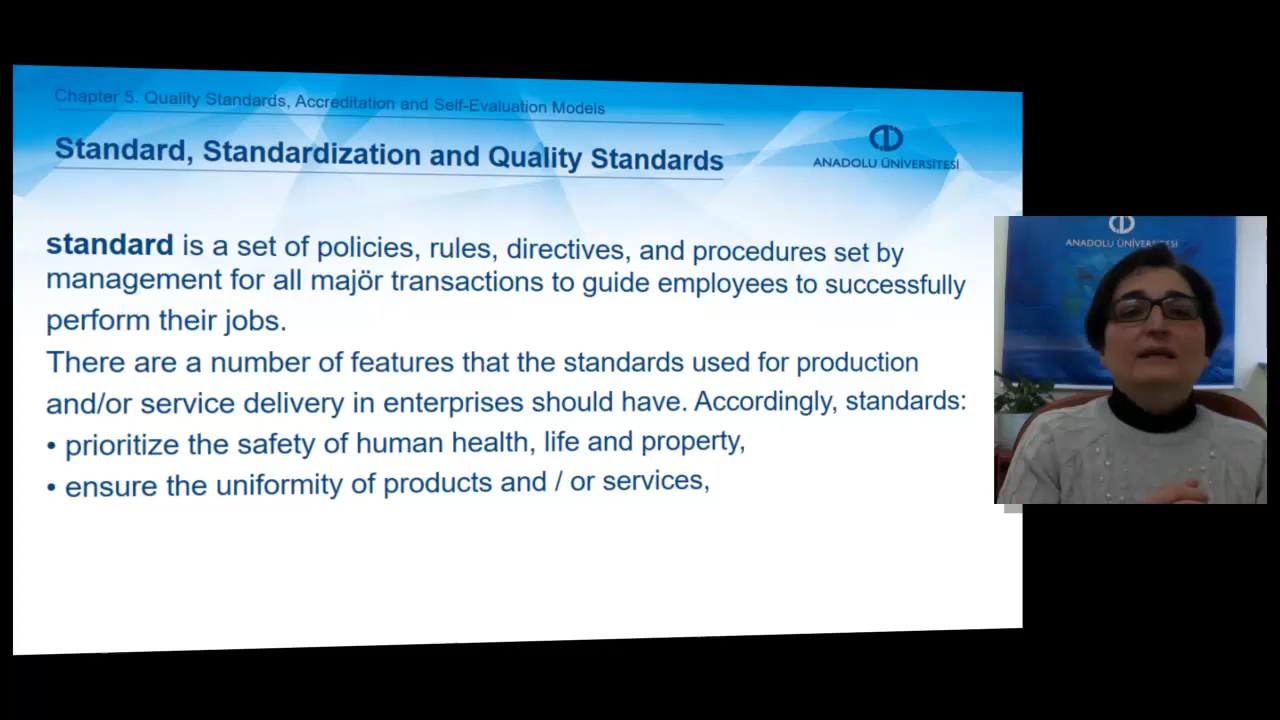 Chapter 5. Quality Standards, Accreditation and Self-Evaluation Models
Standard, Standardization and Quality Standards
ANADOLU ÜNİVERSİTESİ
standard is a set of policies, rules, directives, and procedures set by
management for all majör transactions to guide employees to successfully
perform their jobs.
There are a number of features that the standards used for production
and/or service delivery in enterprises should have. Accordingly, standards:
• prioritize the safety of human health, life and property,
• ensure the uniformity of products and / or services,
ANADOLU ÜNİVERSİTESİ